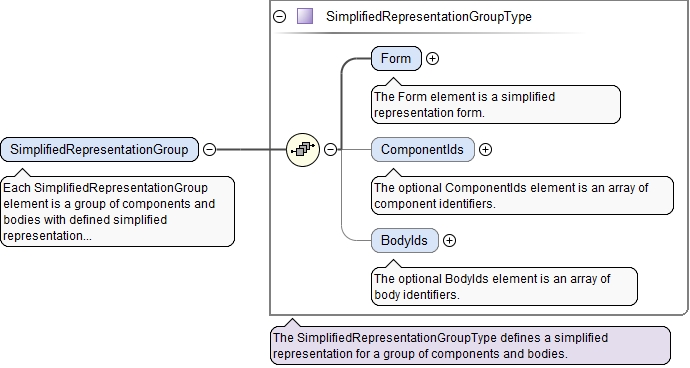 SimplifiedRepresentationGroupType
Form
The Form element is a simplified
representation form.
SimplifiedRepresentationGroup
Each SimplifiedRepresentationGroup
element is a group of components and
bodies with defined simplified
representation...
ComponentIds
The optional ComponentIds element is an array of
component identifiers.
BodyIds
The optional BodyIds element is an array of
body identifiers.
The SimplifiedRepresentationGroupType defines a simplified
representation for a group of components and bodies.